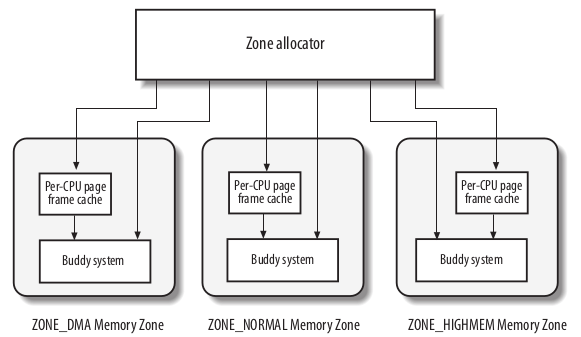 Zone allocator
Per-CPU page
frame cache
Buddy system
Per-CPU page
frame cache
Buddy system
Per-CPU page
frame cache
Buddy system
ZONE_DMA Memory Zone
ZONE_NORMAL Memory Zone
ZONE_HIGHMEM Memory Zone